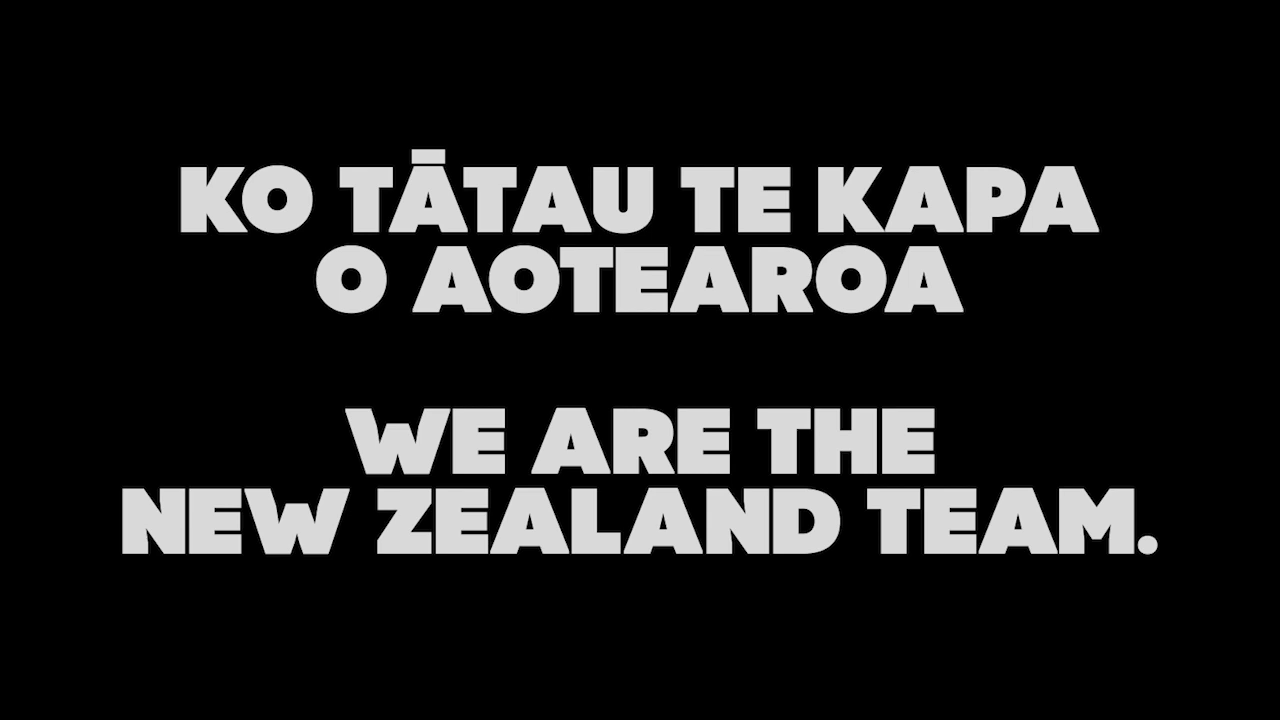 KO TĀTAU TE KAPA
O AOTEAROA
WE ARE THE
NEW ZEALAND TEAM.